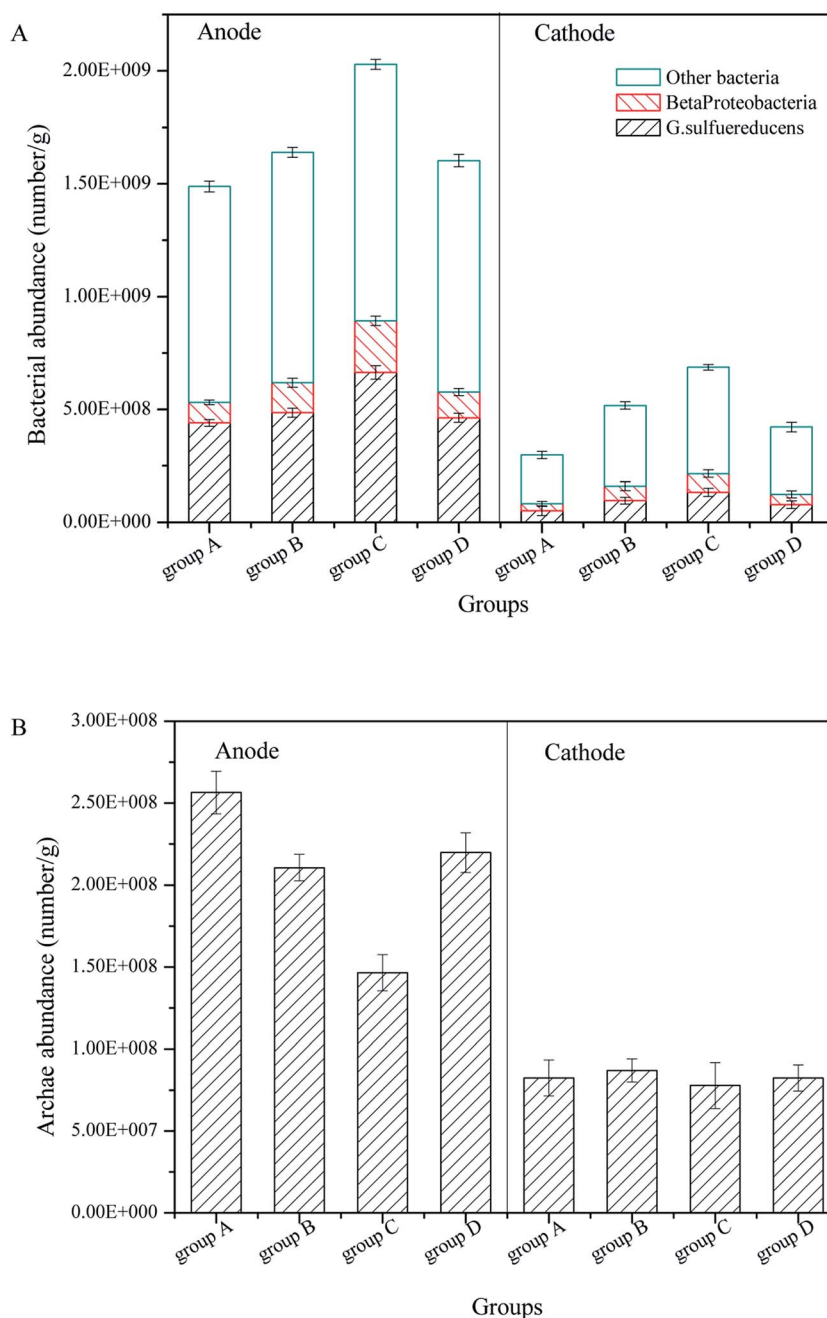 A
Anode
Cathode
Other bacteria
BetaProteobacteria
G.sulfuereducens
Bacterial abundance (number/g)
2.00E+009
1.50E+009
1.00E+009
5.00E+008
0.00E+000
group A
group B
group C
group D
group A
group B
group C
group D
Groups
B
Anode
Cathode
Archae abundance (number/g)
3.00E+008
2.50E+008
2.00E+008
1.50E+008
1.00E+008
5.00E+007
0.00E+000
group A
group B
group C
group D
group A
group B
group C
group D
Groups